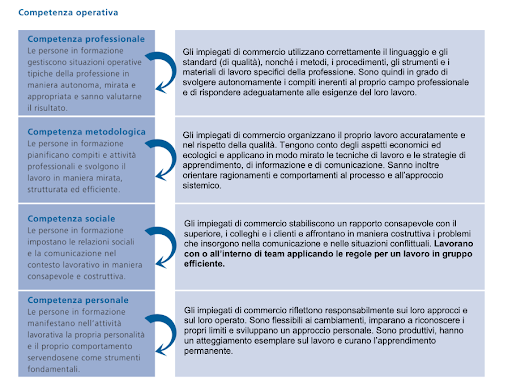 Competenza operativa
Competenza professionale
Le persone in formazione
gestiscono situazioni operative
tipiche della professione in
maniera autonoma, mirata e
appropriata e sanno valutarne
il risultato.
Gli impiegati di commercio utilizzano correttamente il linguaggio e gli
standard (di qualità), nonché i metodi, i procedimenti, gli strumenti e i
materiali di lavoro specifici della professione. Sono quindi in grado di
svolgere autonomamente i compiti inerenti al proprio campo professionale
e di rispondere adeguatamente alle esigenze del loro lavoro.
Competenza metodologica
Le persone in formazione
pianificano compiti e attività
professionali e svolgono il
lavoro in maniera mirata,
strutturata ed efficiente.
Gli impiegati di commercio organizzano il proprio lavoro accuratamente e
nel rispetto della qualità. Tengono conto degli aspetti economici ed
ecologici e applicano in modo mirato le tecniche di lavoro e le strategie di
apprendimento, di informazione e di comunicazione. Sanno inoltre
orientare ragionamenti e comportamenti al processo e all'approccio
sistemico.
Competenza sociale
Le persone in formazione
impostano le relazioni sociali
e la comunicazione nel
contesto lavorativo in maniera
consapevole e costruttiva.
Gli impiegati di commercio stabiliscono un rapporto consapevole con il
superiore, i colleghi e i clienti e affrontano in maniera costruttiva i problemi
che insorgono nella comunicazione e nelle situazioni conflittuali. Lavorano
con o all'interno di team applicando le regole per un lavoro in gruppo
efficiente.
Competenza personale
Le persone in formazione
manifestano nell'attività
lavorativa la propria personalità
e il proprio comportamento
servendosene come strumenti
fondamentali.
Gli impiegati di commercio riflettono responsabilmente sui loro approcci e
sul loro operato. Sono flessibili ai cambiamenti, imparano a riconoscere i
propri limiti e sviluppano un approccio personale. Sono produttivi, hanno
un atteggiamento esemplare sul lavoro e curano l'apprendimento
permanente.